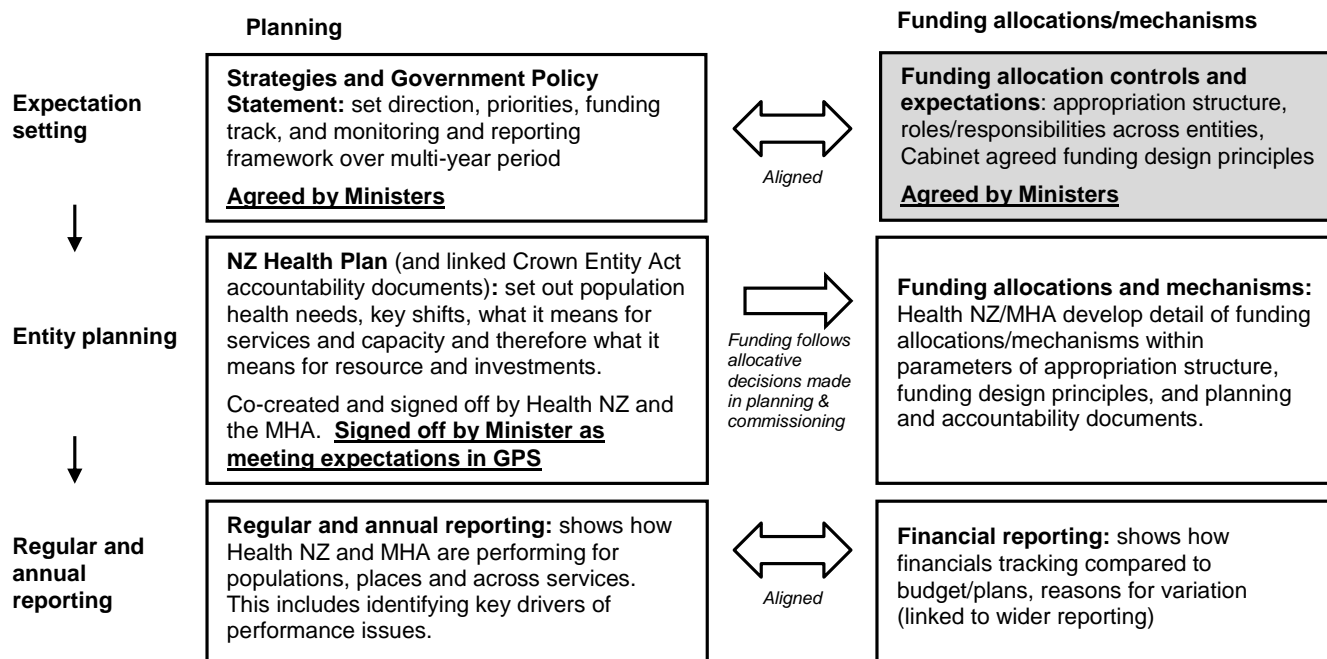 Planning
Funding allocations/mechanisms
Expectation
setting
Strategies and Government Policy
Statement: set direction, priorities, funding
track, and monitoring and reporting
framework over multi-year period
Agreed by Ministers
Aligned
Funding allocation controls and
expectations: appropriation structure,
roles/responsibilities across entities,
Cabinet agreed funding design principles
Agreed by Ministers
Entity planning
NZ Health Plan (and linked Crown Entity Act
accountability documents): set out population
health needs, key shifts, what it means for
services and capacity and therefore what it
means for resource and investments.
Co-created and signed off by Health NZ and
the MHA. Signed off by Minister as
meeting expectations in GPS
Funding follows
allocative
decisions made
in planning &
commissioning
Funding allocations and mechanisms:
Health NZ/MHA develop detail of funding
allocations/mechanisms within
parameters of appropriation structure,
funding design principles, and planning
and accountability documents.
Regular and
annual
reporting
Regular and annual reporting: shows how
Health NZ and MHA are performing for
populations, places and across services.
This includes identifying key drivers of
performance issues.
Aligned
Financial reporting: shows how
financials tracking compared to
budget/plans, reasons for variation
(linked to wider reporting)